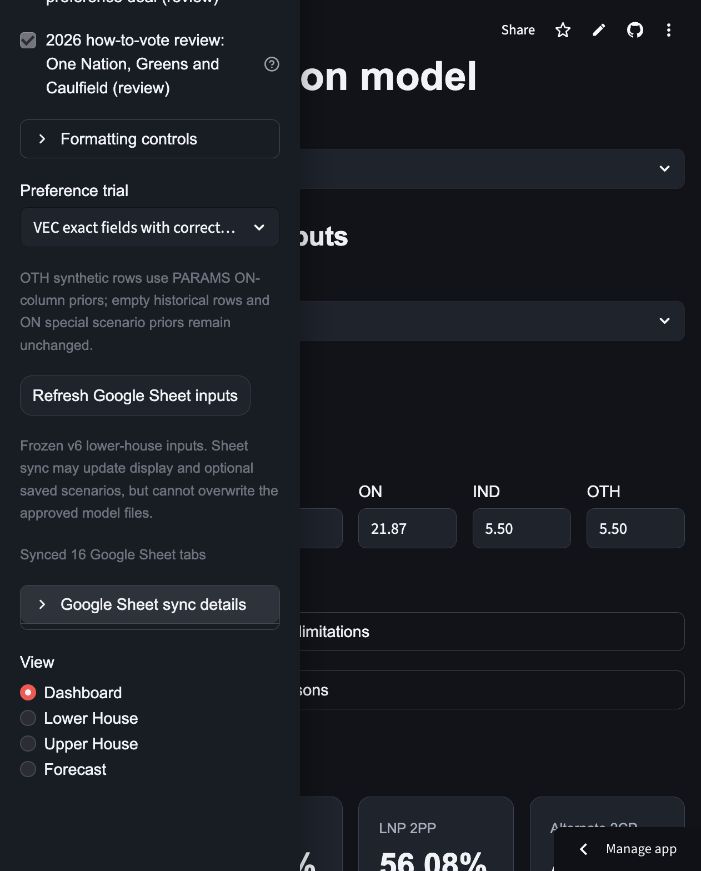 2026 how-to-vote review:
One Nation, Greens and
Caulfield (review)
Share
on model
Formatting controls
Preference trial
VEC exact fields with correct…
OTH synthetic rows use PARAMS ON-
column priors; empty historical rows and
ON special scenario priors remain
unchanged.
Refresh Google Sheet inputs
Frozen v6 lower-house inputs. Sheet
sync may update display and optional
saved scenarios, but cannot overwrite the
approved model files.
Synced 16 Google Sheet tabs
Google Sheet sync details
View
Dashboard
Lower House
Upper House
Forecast
ON
IND
OTH
21.87
5.50
5.50
limitations
LNP 2PP
56.08%
Manage app